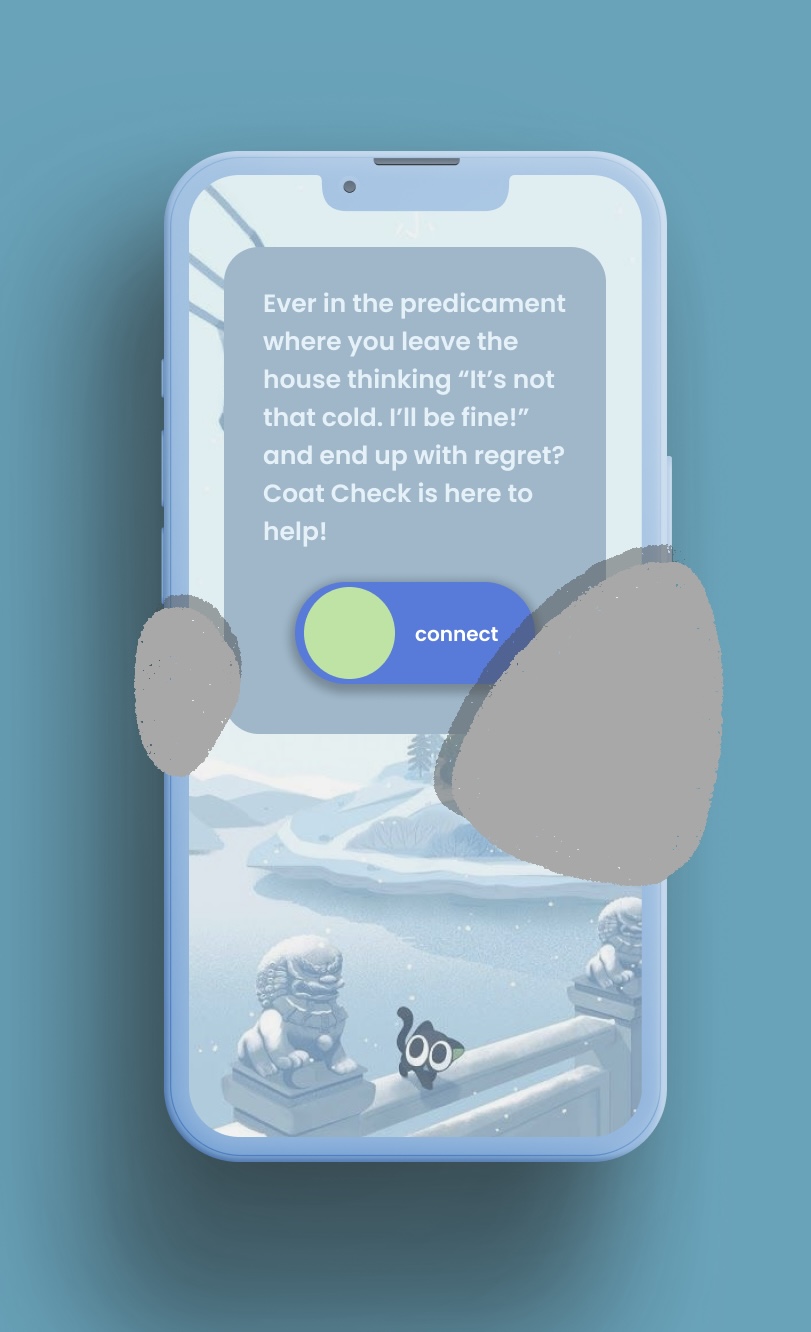 Ever in the predicament
where you leave the
house thinking “It’s not
that cold. I’ll be fine!”
and end up with regret?
Coat Check is here to
help!
connect